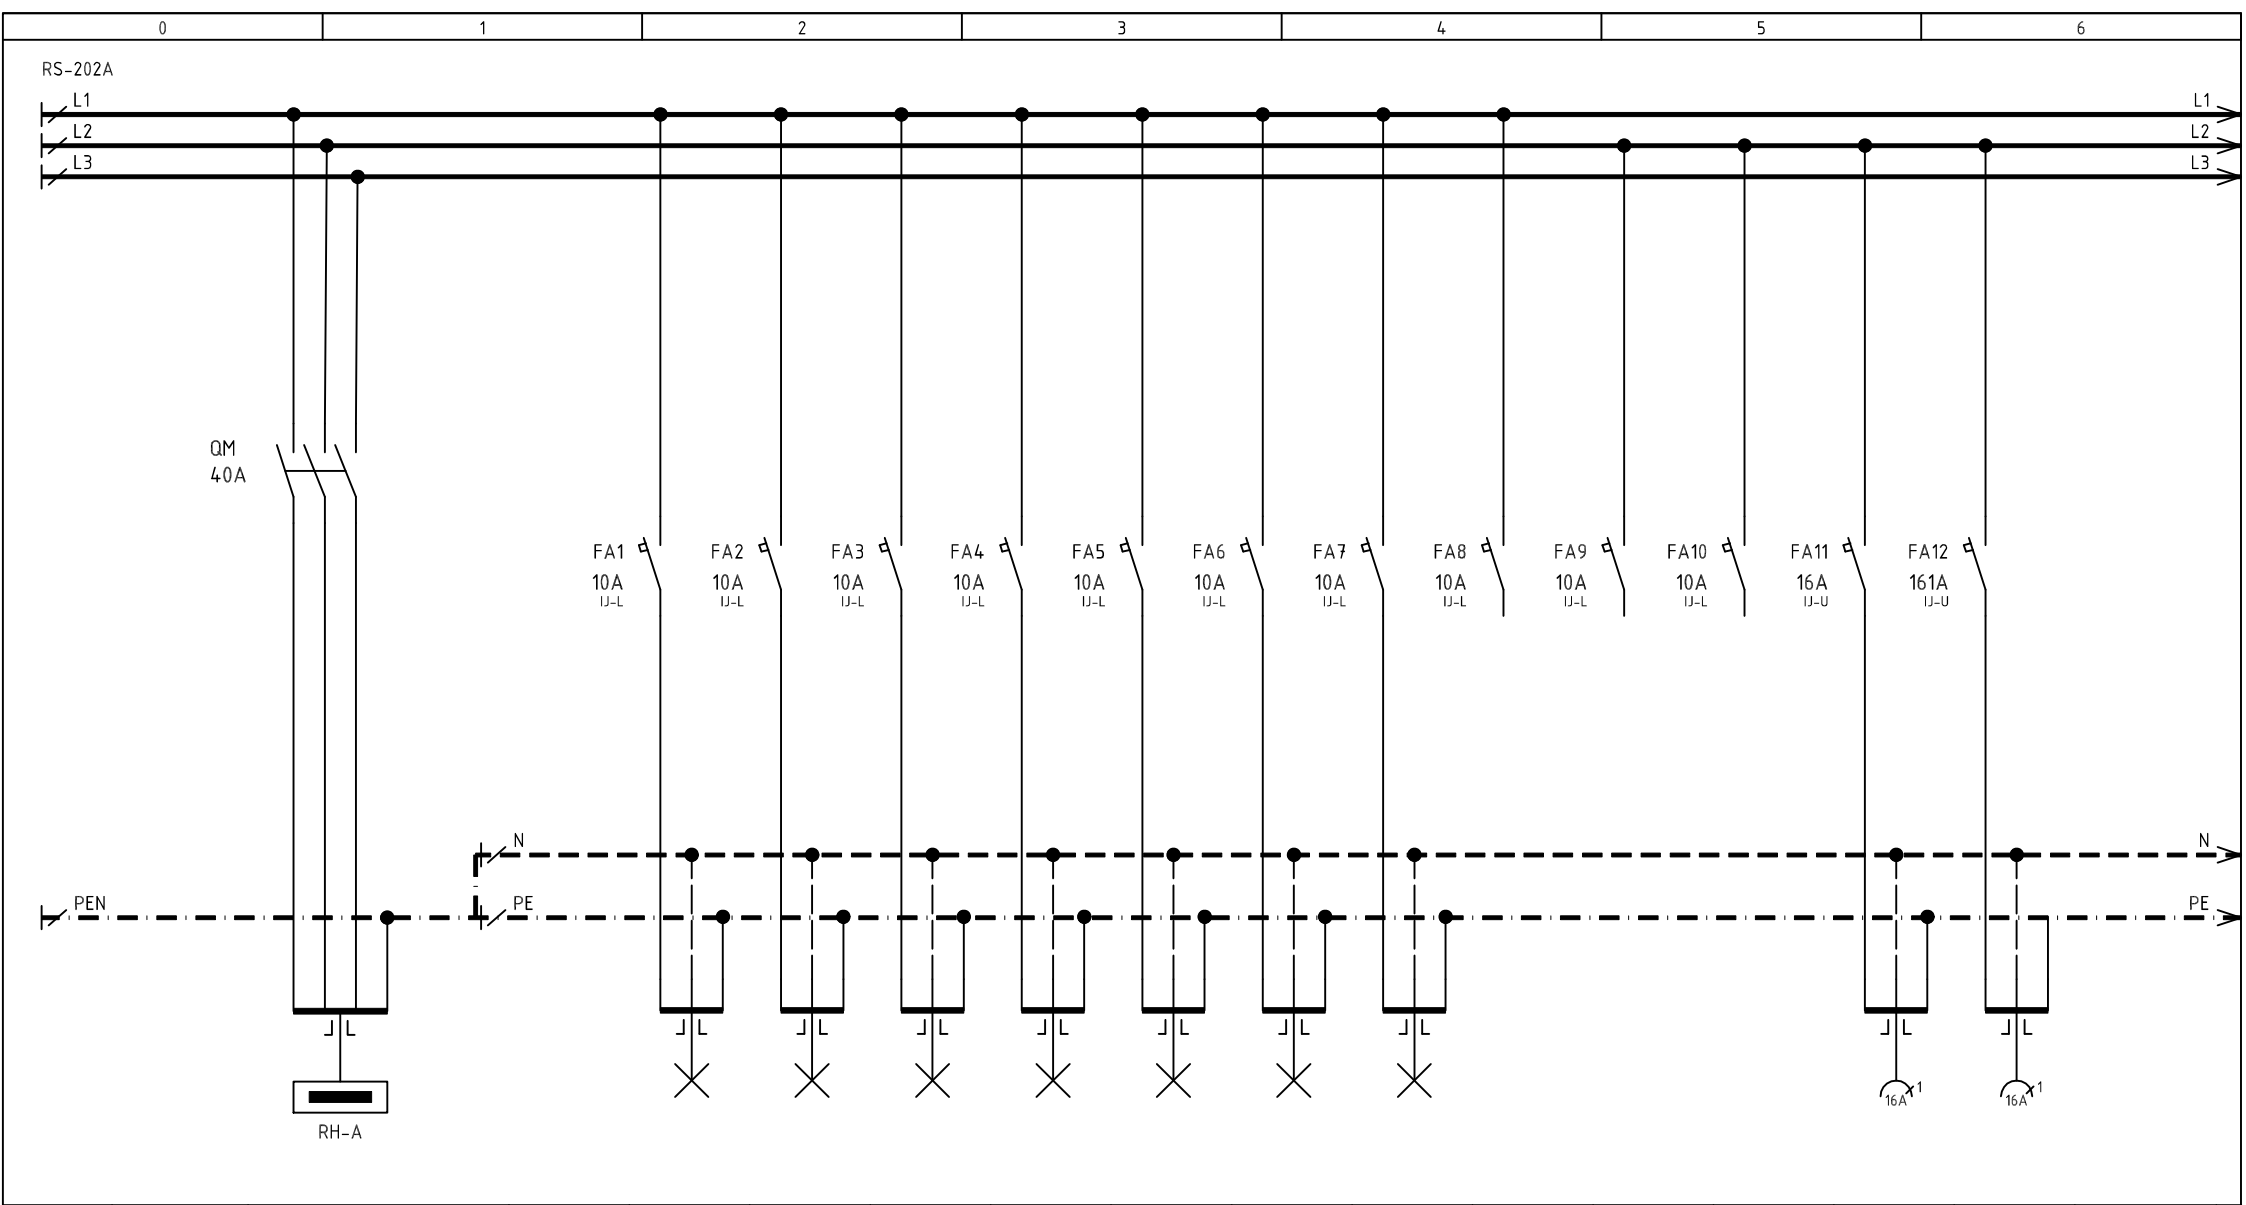 0 1 2 3 4 5 6
RS-202A
L1 L1
L2 L2
L3 L3
QM
40A
FA1 FA2 FA3 FA4 FA5 FA6 FA7 FA8 FA9 FA10 FA11 FA12
10A 10A 10A 10A 10A 10A 10A 10A 10A 10A 16A 161A
IJ-L IJ-L IJ-L IJ-L IJ-L IJ-L IJ-L IJ-L IJ-L IJ-L IJ-U IJ-U
N N
PEN PE PE
1 1
16A 16A
RH-A